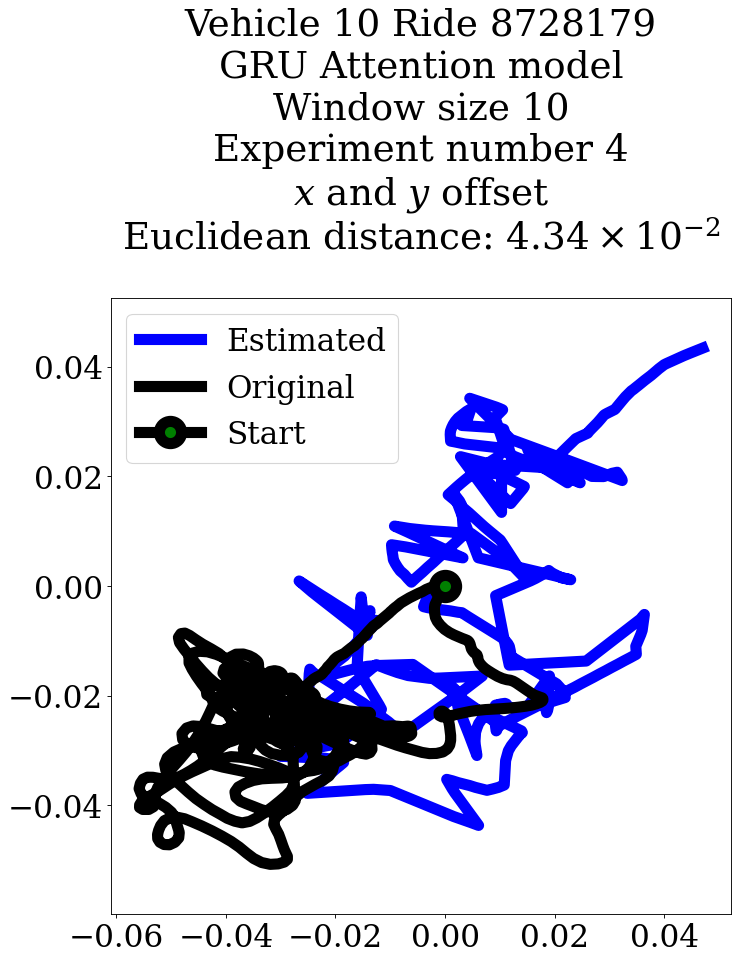 Vehicle 10 Ride 8728179
GRU Attention model
Window size 10
Experiment number 4
x and y offset
Euclidean distance: 4.34 × 10⁻²
Estimated
Original
Start
0.04
0.02
0.00
−0.02
−0.04
−0.06 −0.04 −0.02 0.00 0.02 0.04